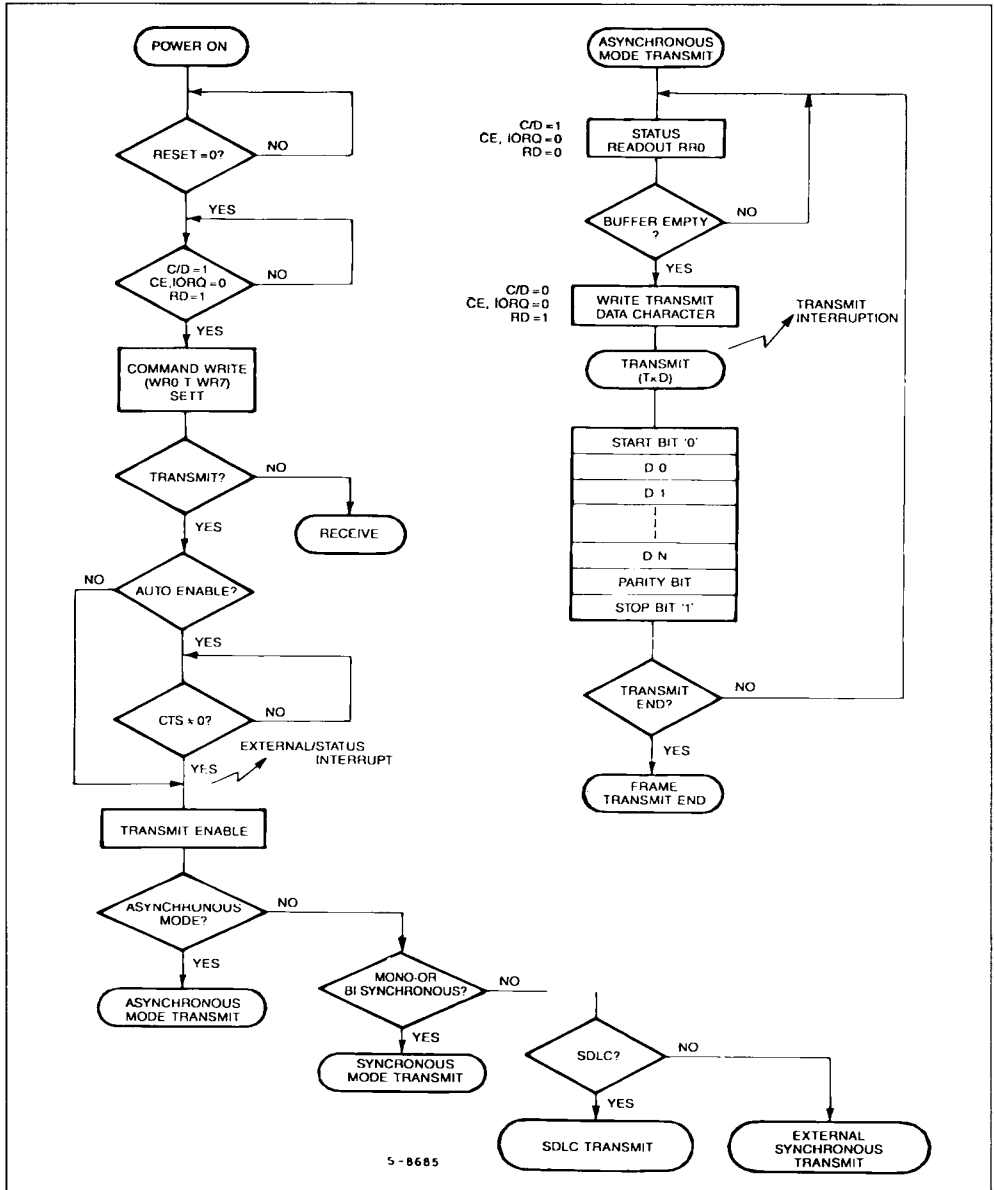 POWER ON
RESET = 0?
NO
YES
C/D = 1
CE, IORQ = 0
RD = 1
NO
YES
COMMAND WRITE
(WR0 T WR7)
SETT
TRANSMIT?
NO
RECEIVE
YES
AUTO ENABLE?
NO
YES
CTS * 0?
NO
YES
EXTERNAL/STATUS
INTERRUPT
TRANSMIT ENABLE
ASYNCHRONOUS
MODE?
NO
YES
ASYNCHRONOUS
MODE TRANSMIT
MONO-OR
BI SYNCHRONOUS?
NO
YES
SYNCRONOUS
MODE TRANSMIT
SDLC?
NO
YES
SDLC TRANSMIT
EXTERNAL
SYNCHRONOUS
TRANSMIT
ASYNCHRONOUS
MODE TRANSMIT
C/D = 1
CE, IORQ = 0
RD = 0
STATUS
READOUT RR0
BUFFER EMPTY
?
NO
YES
C/D = 0
CE, IORQ = 0
RD = 1
WRITE TRANSMIT
DATA CHARACTER
TRANSMIT
INTERRUPTION
TRANSMIT
(TxD)
START BIT '0'
D 0
D 1
D N
PARITY BIT
STOP BIT '1'
TRANSMIT
END?
NO
YES
FRAME
TRANSMIT END
S-8685